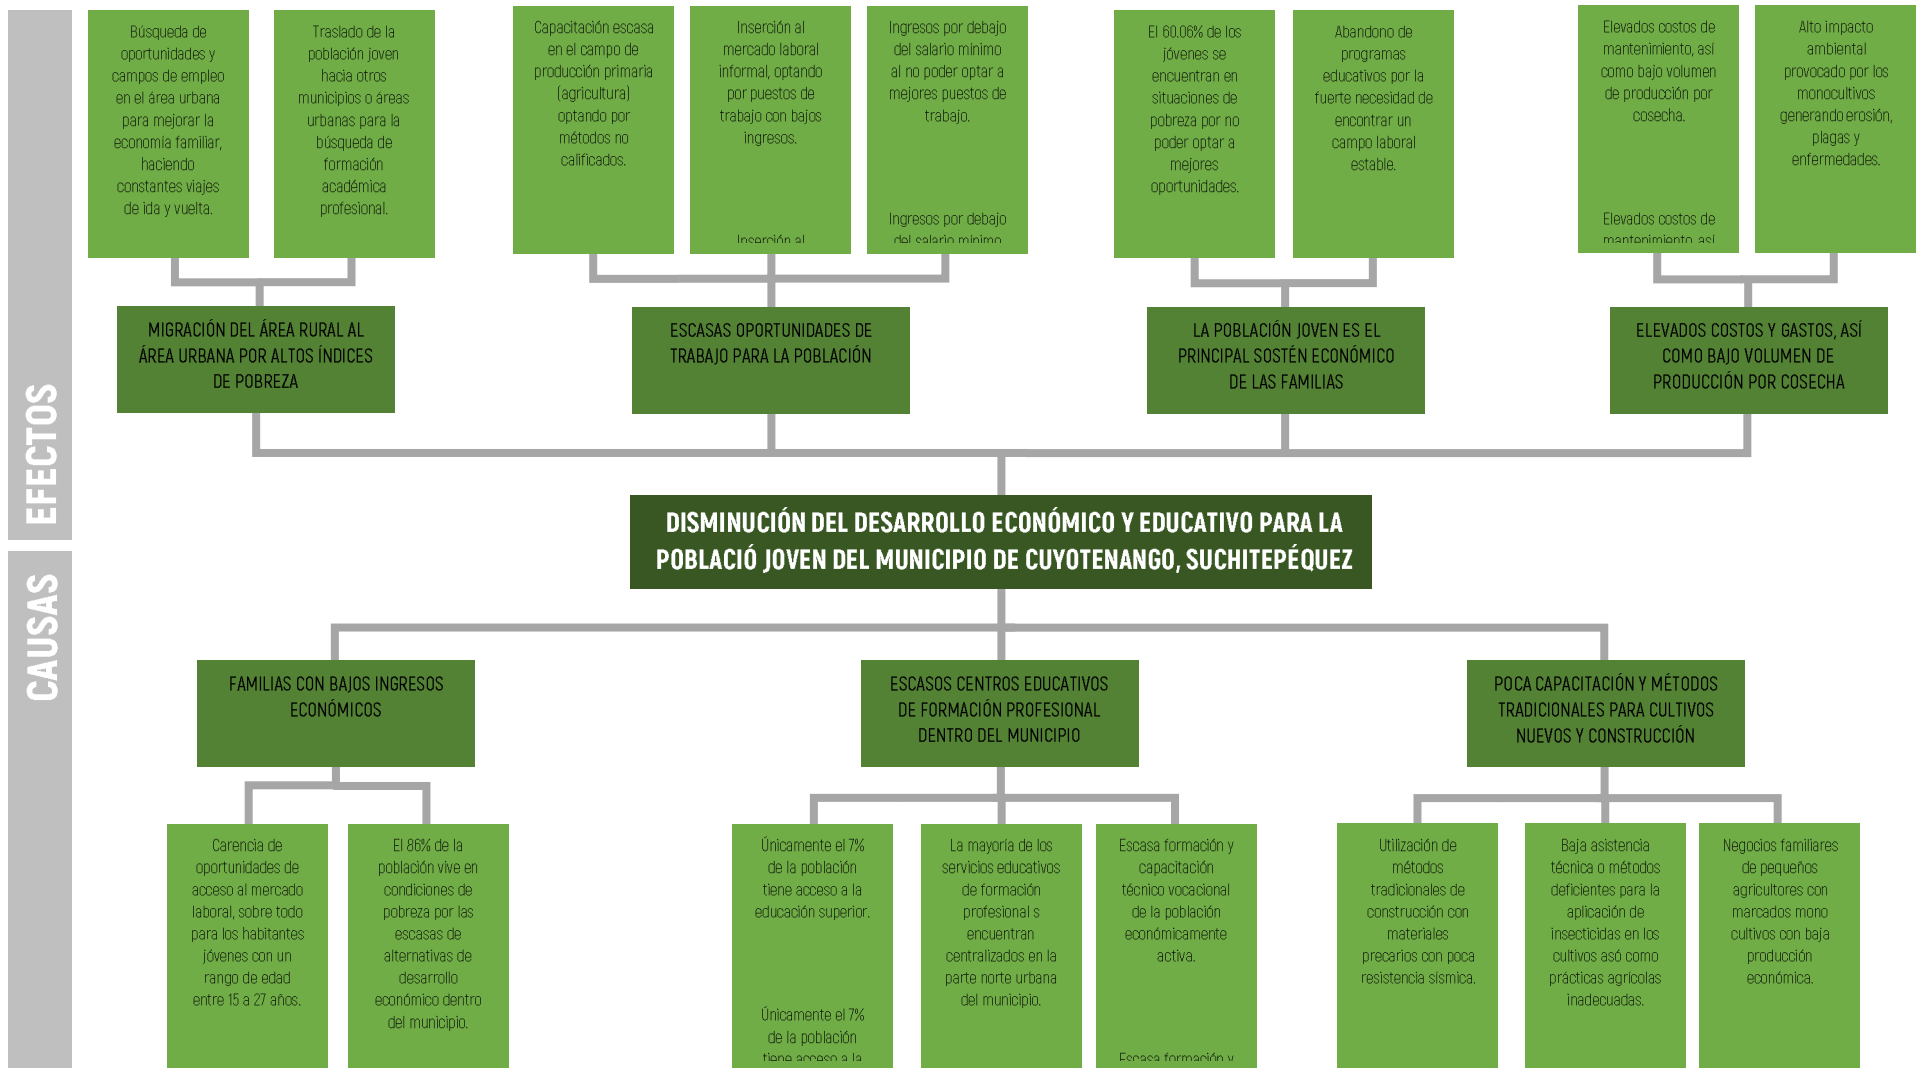 EFECTOS
Búsqueda de
oportunidades y
campos de empleo
en el área urbana
para mejorar la
economía familiar,
haciendo
constantes viajes
de ida y vuelta.
Traslado de la
población joven
hacia otros
municipios o áreas
urbanas para la
búsqueda de
formación
académica
profesional.
Capacitación escasa
en el campo de
producción primaria
(agricultura)
optando por
métodos no
calificados.
Inserción al
mercado laboral
informal, optando
por puestos de
trabajo con bajos
ingresos.
Inserción al
Ingresos por debajo
del salario mínimo
al no poder optar a
mejores puestos de
trabajo.
Ingresos por debajo
del salario mínimo
El 60.06% de los
jóvenes se
encuentran en
situaciones de
pobreza por no
poder optar a
mejores
oportunidades.
Abandono de
programas
educativos por la
fuerte necesidad de
encontrar un
campo laboral
estable.
Elevados costos de
mantenimiento, así
como bajo volumen
de producción por
cosecha.
Elevados costos de
mantenimiento, así
Alto impacto
ambiental
provocado por los
monocultivos
generando erosión,
plagas y
enfermedades.
MIGRACIÓN DEL ÁREA RURAL AL
ÁREA URBANA POR ALTOS ÍNDICES
DE POBREZA
ESCASAS OPORTUNIDADES DE
TRABAJO PARA LA POBLACIÓN
LA POBLACIÓN JOVEN ES EL
PRINCIPAL SOSTÉN ECONÓMICO
DE LAS FAMILIAS
ELEVADOS COSTOS Y GASTOS, ASÍ
COMO BAJO VOLUMEN DE
PRODUCCIÓN POR COSECHA
DISMINUCIÓN DEL DESARROLLO ECONÓMICO Y EDUCATIVO PARA LA
POBLACIÓ JOVEN DEL MUNICIPIO DE CUYOTENANGO, SUCHITEPÉQUEZ
CAUSAS
FAMILIAS CON BAJOS INGRESOS
ECONÓMICOS
ESCASOS CENTROS EDUCATIVOS
DE FORMACIÓN PROFESIONAL
DENTRO DEL MUNICIPIO
POCA CAPACITACIÓN Y MÉTODOS
TRADICIONALES PARA CULTIVOS
NUEVOS Y CONSTRUCCIÓN
Carencia de
oportunidades de
acceso al mercado
laboral, sobre todo
para los habitantes
jóvenes con un
rango de edad
entre 15 a 27 años.
El 86% de la
población vive en
condiciones de
pobreza por las
escasas de
alternativas de
desarrollo
económico dentro
del municipio.
Únicamente el 7%
de la población
tiene acceso a la
educación superior.
Únicamente el 7%
de la población
tiene acceso a la
La mayoría de los
servicios educativos
de formación
profesional s
encuentran
centralizados en la
parte norte urbana
del municipio.
Escasa formación y
capacitación
técnico vocacional
de la población
económicamente
activa.
Escasa formación y
Utilización de
métodos
tradicionales de
construcción con
materiales
precarios con poca
resistencia sísmica.
Baja asistencia
técnica o métodos
deficientes para la
aplicación de
insecticidas en los
cultivos asó como
prácticas agrícolas
inadecuadas.
Negocios familiares
de pequeños
agricultores con
marcados mono
cultivos con baja
producción
económica.